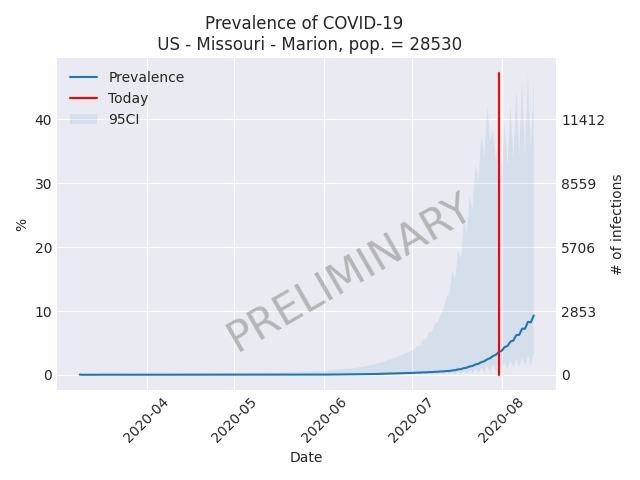 Prevalence of COVID-19
US - Missouri - Marion, pop. = 28530
Prevalence
Today
95CI
PRELIMINARY
%
40
30
20
10
0
# of infections
11412
8559
5706
2853
0
2020-04
2020-05
2020-06
2020-07
2020-08
Date